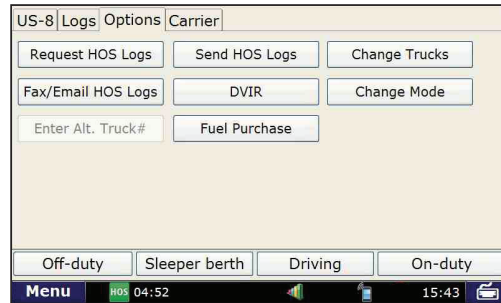 US-8 Logs Options Carrier
Request HOS Logs Send HOS Logs Change Trucks
Fax/Email HOS Logs DVIR Change Mode
Enter Alt. Truck# Fuel Purchase
Off-duty Sleeper berth Driving On-duty
Menu HOS 04:52 15:43